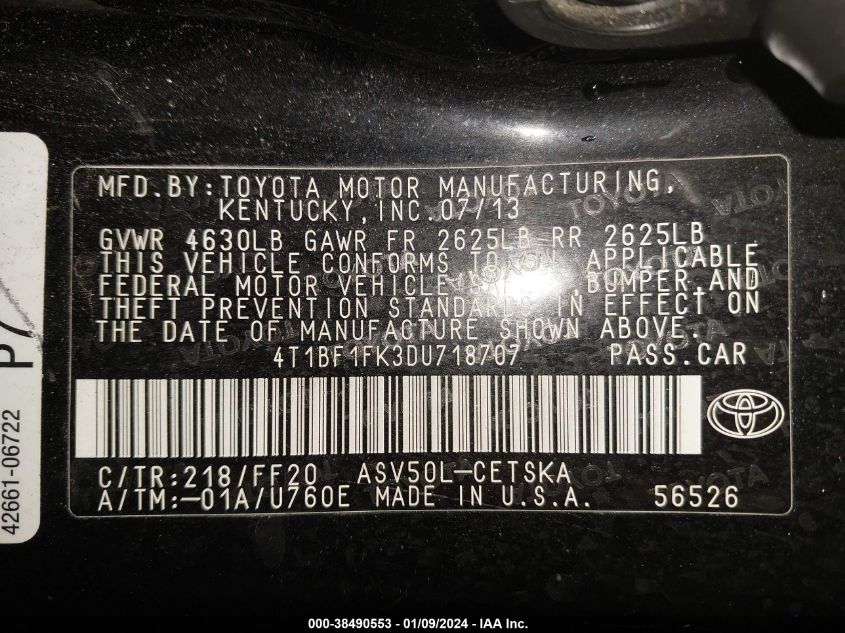 MFD.BY:TOYOTA MOTOR MANUFACTURING,
KENTUCKY,INC.07/13
GVWR 4630LB GAWR FR 2625LB RR 2625LB
THIS VEHICLE CONFORMS TO APPLICABLE
FEDERAL MOTOR VEHICLE BUMPER,AND
THEFT PREVENTION STANDARDS IN EFFECT ON
THE DATE OF MANUFACTURE SHOWN ABOVE.
4T1BF1FK3DU718707 PASS.CAR
C/TR:218/FF20 ASV50L-CETSKA
A/TM:-01A/U760E MADE IN U.S.A. 56526
42661-06722
000-38490553 - 01/09/2024 - IAA Inc.